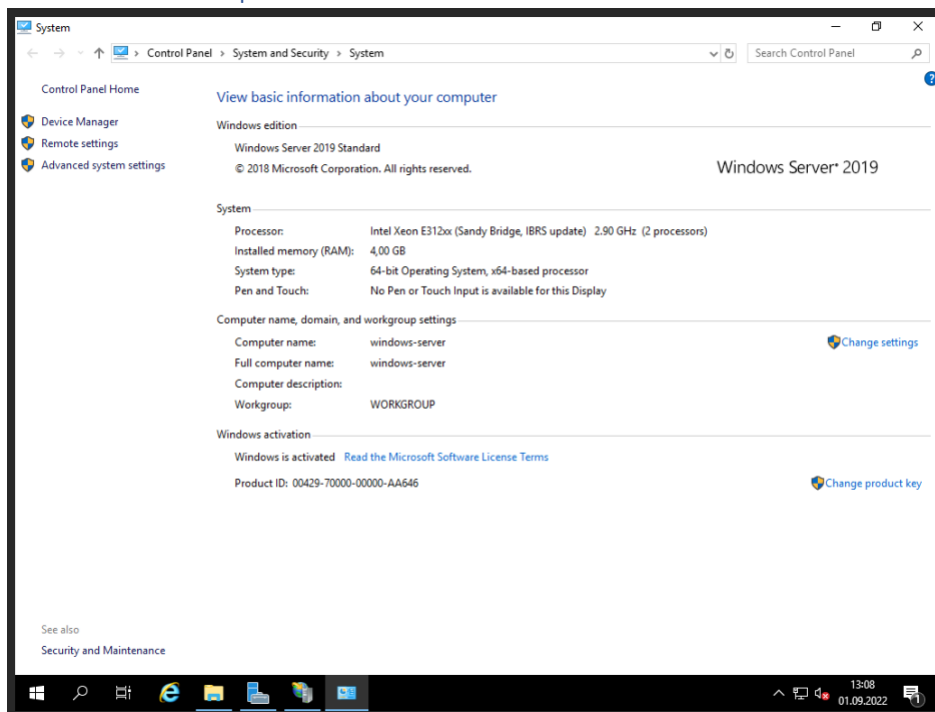 System
Control Panel > System and Security > System
Search Control Panel
?
Control Panel Home
Device Manager
Remote settings
Advanced system settings
View basic information about your computer
Windows edition
Windows Server 2019 Standard
© 2018 Microsoft Corporation. All rights reserved.
Windows Server 2019
System
Processor: Intel Xeon E312xx (Sandy Bridge, IBRS update) 2.90 GHz (2 processors)
Installed memory (RAM): 4,00 GB
System type: 64-bit Operating System, x64-based processor
Pen and Touch: No Pen or Touch Input is available for this Display
Computer name, domain, and workgroup settings
Computer name: windows-server
Change settings
Full computer name: windows-server
Computer description:
Workgroup: WORKGROUP
Windows activation
Windows is activated Read the Microsoft Software License Terms
Product ID: 00429-70000-00000-AA646
Change product key
See also
Security and Maintenance
13:08
01.09.2022
1